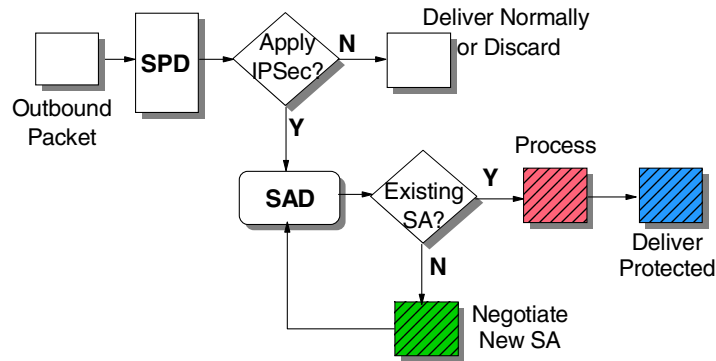 Outbound
Packet
SPD
Apply
IPSec?
N
Deliver Normally
or Discard
Y
SAD
Existing
SA?
Y
Process
Deliver
Protected
N
Negotiate
New SA